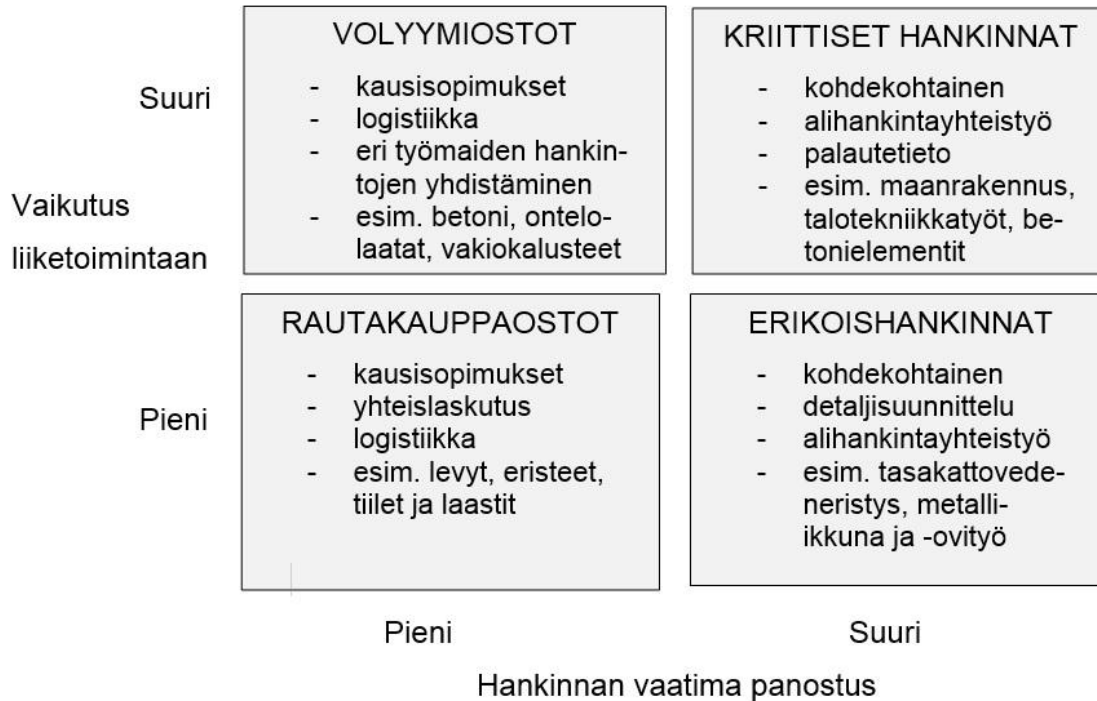 VOLYYMIOSTOT
- kausisopimukset
- logistiikka
- eri työmaiden hankin-
tojen yhdistäminen
- esim. betoni, ontelo-
laatat, vakiokalusteet
KRIITTISET HANKINNAT
- kohdekohtainen
- alihankintayhteistyö
- palautetieto
- esim. maanrakennus,
talotekniikkatyöt, be-
tonielementit
Suuri
Vaikutus
liiketoimintaan
RAUTAKAUPPAOSTOT
- kausisopimukset
- yhteislaskutus
- logistiikka
- esim. levyt, eristeet,
tiilet ja laastit
ERIKOISHANKINNAT
- kohdekohtainen
- detaljisuunnittelu
- alihankintayhteistyö
- esim. tasakattovede-
neristys, metalli-
ikkuna ja -ovityö
Pieni
Pieni
Suuri
Hankinnan vaatima panostus